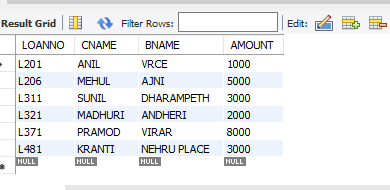 Result Grid Filter Rows: Edit:
LOANNO CNAME BNAME AMOUNT
L201 ANIL VRCE 1000
L206 MEHUL AJNI 5000
L311 SUNIL DHARAMPETH 3000
L321 MADHURI ANDHERI 2000
L371 PRAMOD VIRAR 8000
L481 KRANTI NEHRU PLACE 3000
NULL NULL NULL NULL